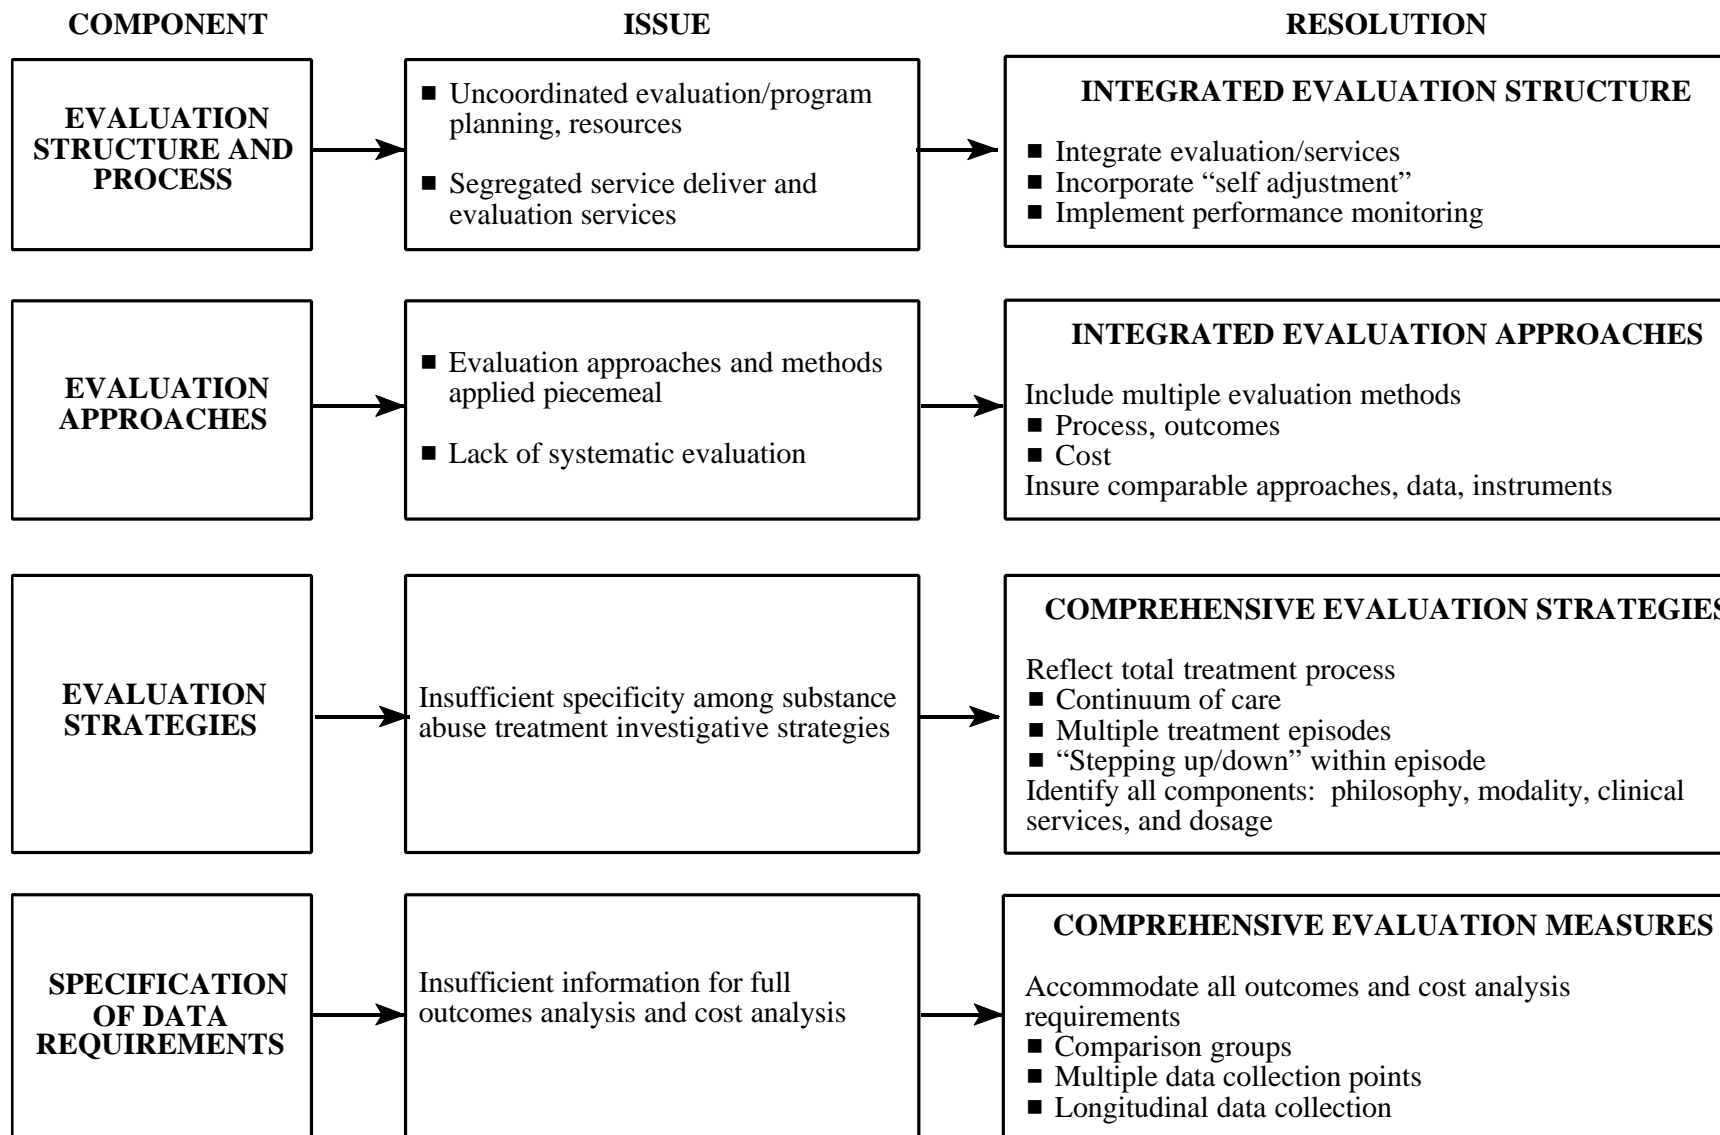 COMPONENT
ISSUE
RESOLUTION
EVALUATION
STRUCTURE AND
PROCESS
■ Uncoordinated evaluation/program
planning, resources
■ Segregated service deliver and
evaluation services
INTEGRATED EVALUATION STRUCTURE
■ Integrate evaluation/services
■ Incorporate “self adjustment”
■ Implement performance monitoring
EVALUATION
APPROACHES
■ Evaluation approaches and methods
applied piecemeal
■ Lack of systematic evaluation
INTEGRATED EVALUATION APPROACHES
Include multiple evaluation methods
■ Process, outcomes
■ Cost
Insure comparable approaches, data, instruments
EVALUATION
STRATEGIES
Insufficient specificity among substance
abuse treatment investigative strategies
COMPREHENSIVE EVALUATION STRATEGIES
Reflect total treatment process
■ Continuum of care
■ Multiple treatment episodes
■ “Stepping up/down” within episode
Identify all components:  philosophy, modality, clinical
services, and dosage
SPECIFICATION
OF DATA
REQUIREMENTS
Insufficient information for full
outcomes analysis and cost analysis
COMPREHENSIVE EVALUATION MEASURES
Accommodate all outcomes and cost analysis
requirements
■ Comparison groups
■ Multiple data collection points
■ Longitudinal data collection